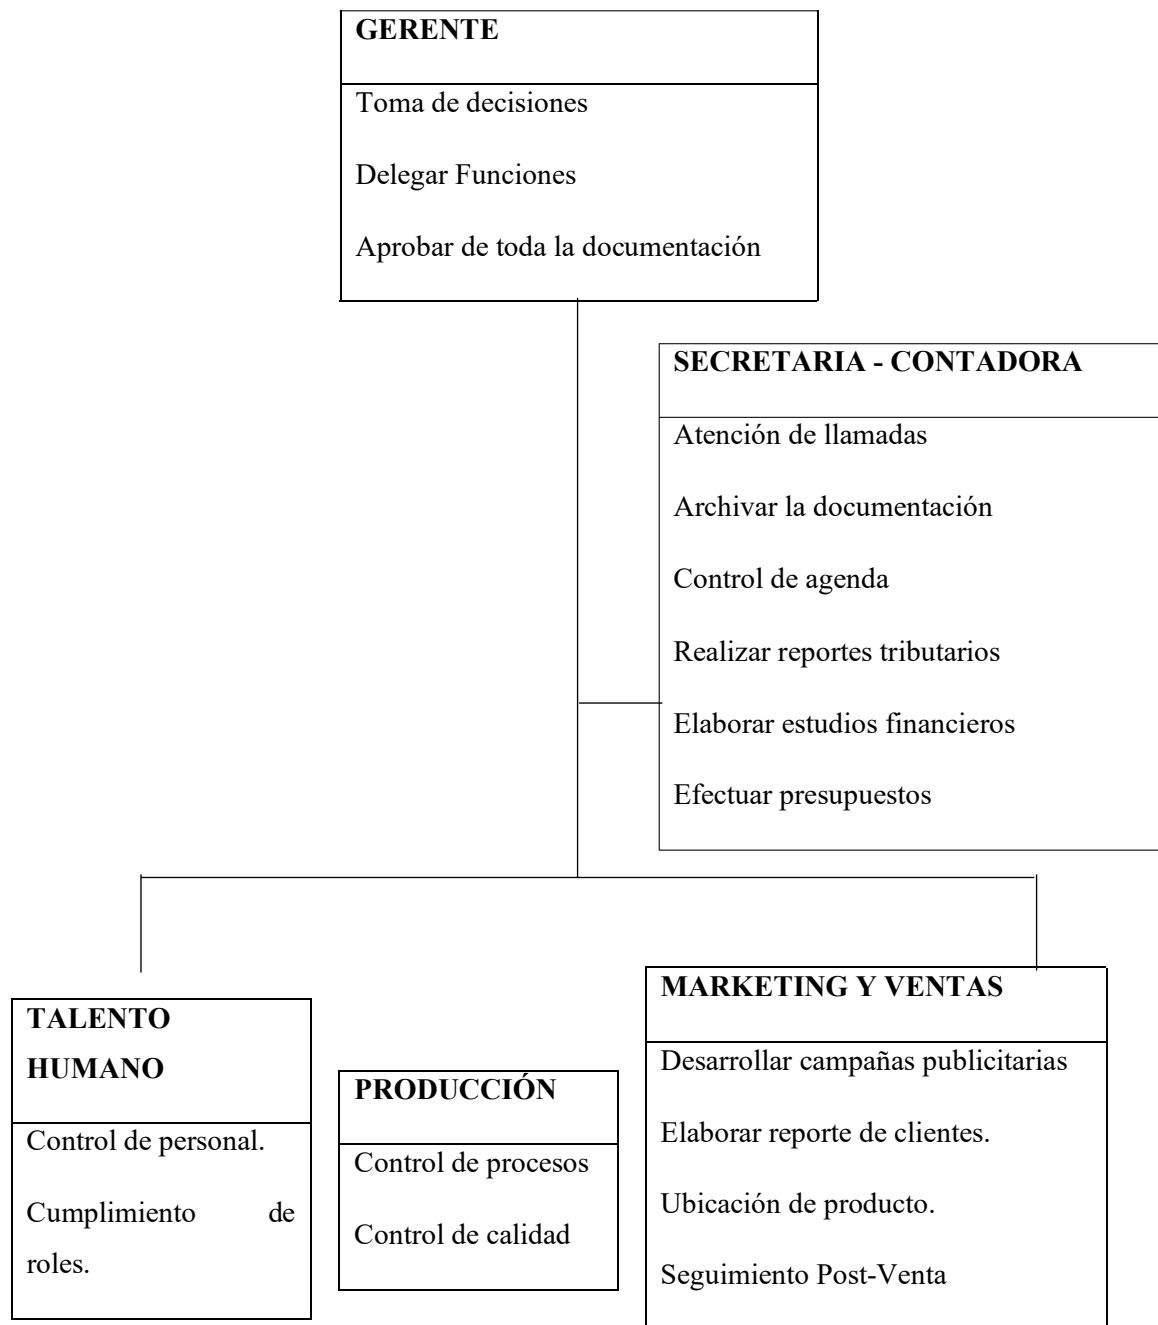 GERENTE
Toma de decisiones
Delegar Funciones
Aprobar de toda la documentación
SECRETARIA - CONTADORA
Atención de llamadas
Archivar la documentación
Control de agenda
Realizar reportes tributarios
Elaborar estudios financieros
Efectuar presupuestos
TALENTO
HUMANO
Control de personal.
Cumplimiento de
roles.
PRODUCCIÓN
Control de procesos
Control de calidad
MARKETING Y VENTAS
Desarrollar campañas publicitarias
Elaborar reporte de clientes.
Ubicación de producto.
Seguimiento Post-Venta